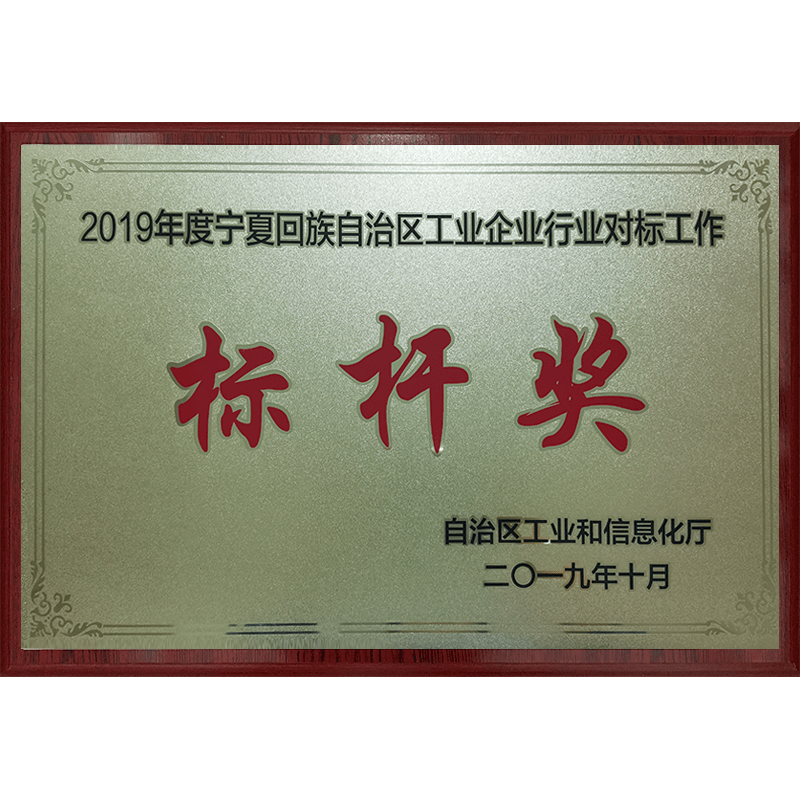 2019年度宁夏回族自治区工业企业行业对标工作
标杆奖
自治区工业和信息化厅
二〇一九年十月